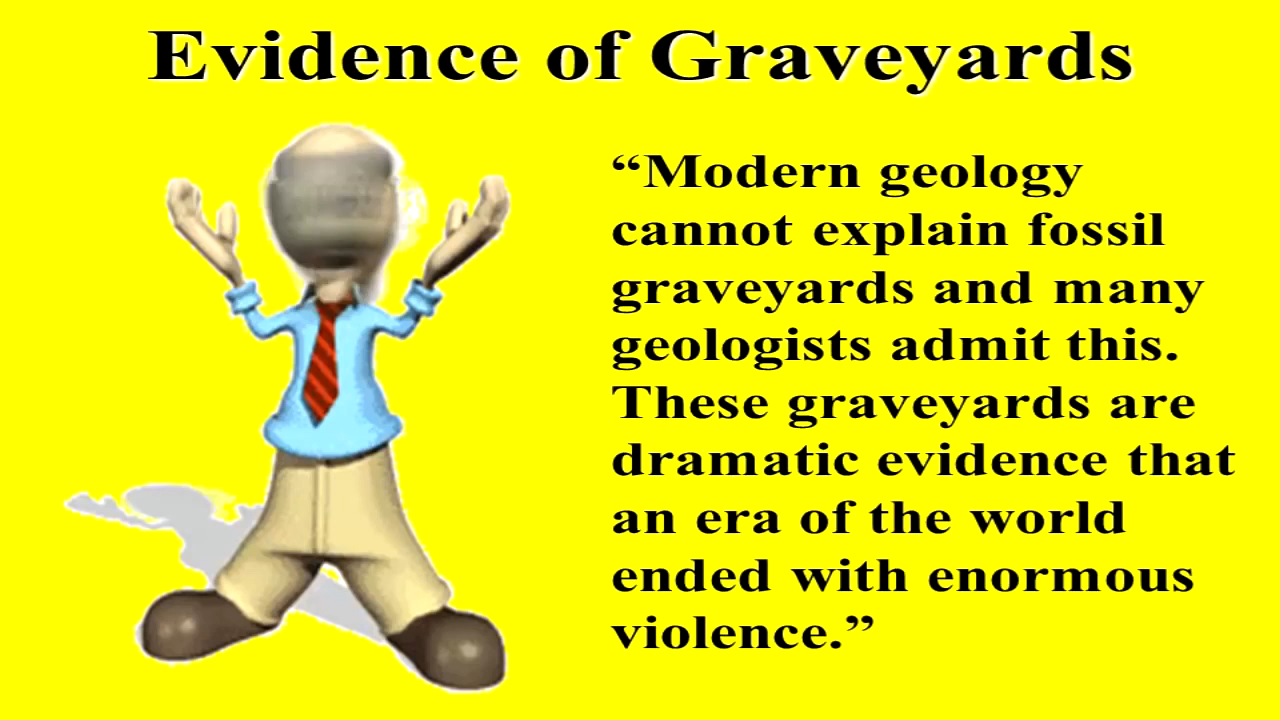 Evidence of Graveyards
“Modern geology
cannot explain fossil
graveyards and many
geologists admit this.
These graveyards are
dramatic evidence that
an era of the world
ended with enormous
violence.”